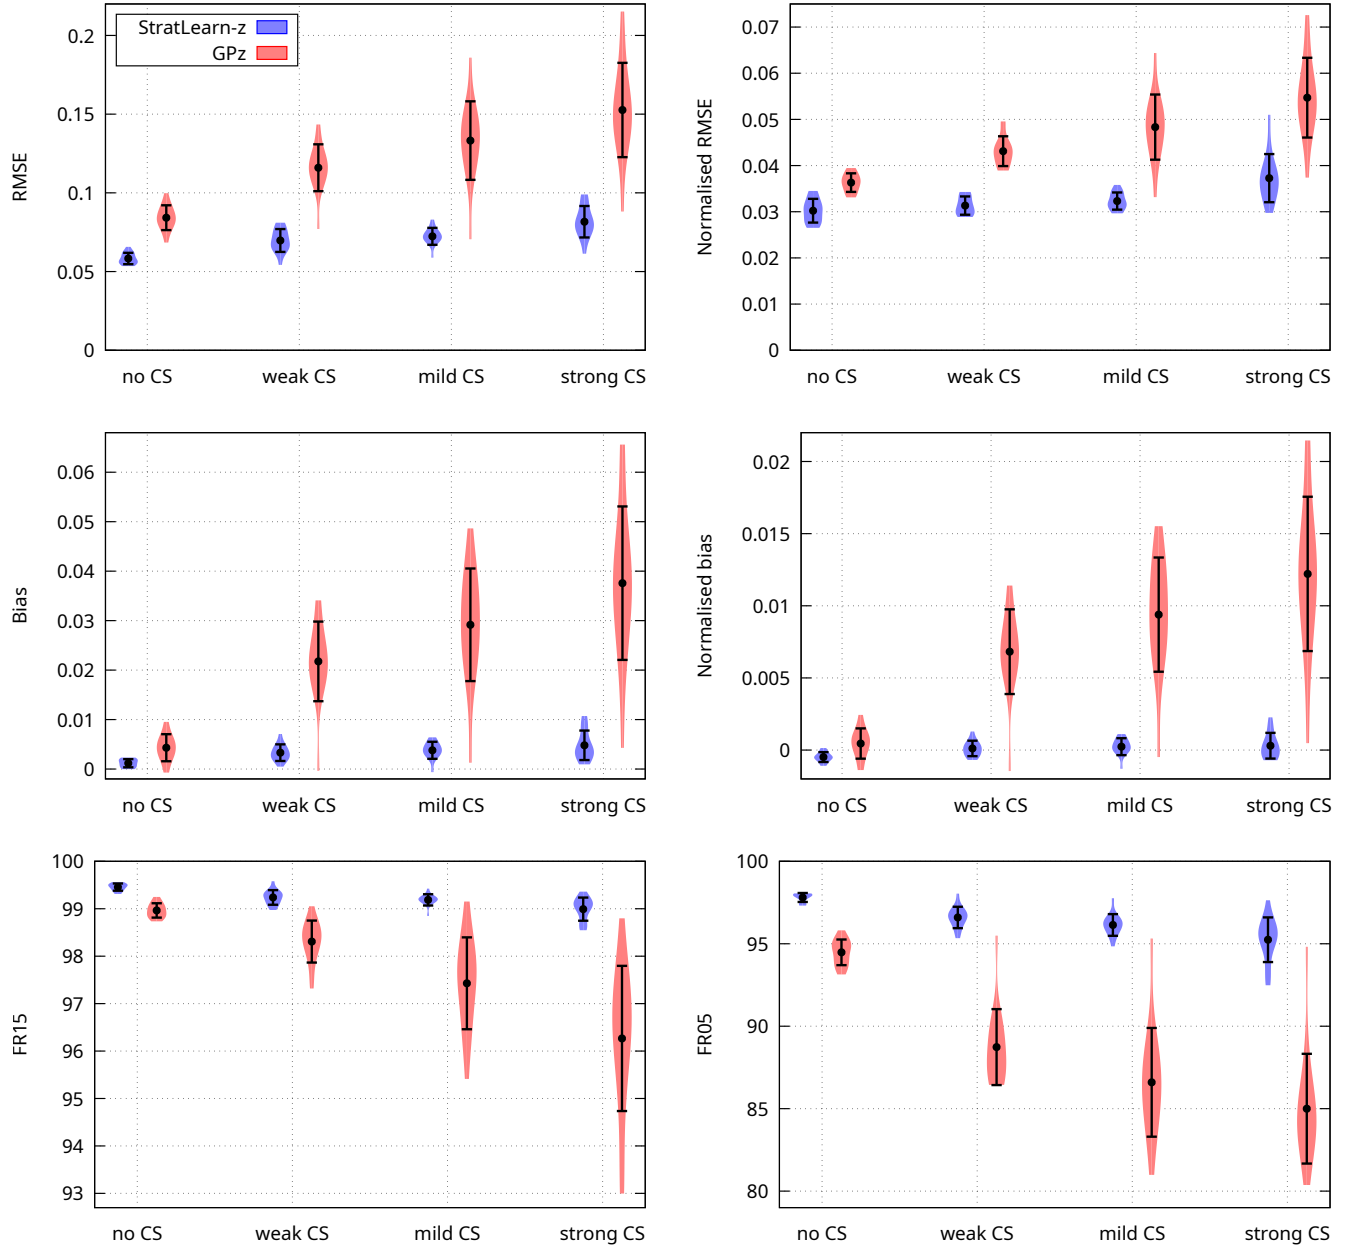 StratLearn-z
GPz
RMSE
0.2
0.15
0.1
0.05
0
no CS weak CS mild CS strong CS
Normalised RMSE
0.07
0.06
0.05
0.04
0.03
0.02
0.01
0
no CS weak CS mild CS strong CS
Bias
0.06
0.05
0.04
0.03
0.02
0.01
0
no CS weak CS mild CS strong CS
Normalised bias
0.02
0.015
0.01
0.005
0
no CS weak CS mild CS strong CS
FR15
100
99
98
97
96
95
94
93
no CS weak CS mild CS strong CS
FR05
100
95
90
85
80
no CS weak CS mild CS strong CS